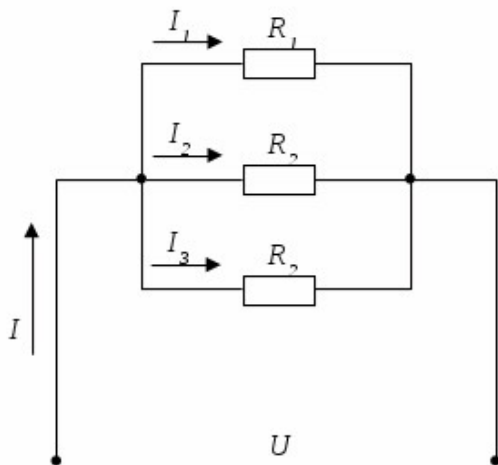 I₁ R₁
I₂ R₂
I₃ R₂
I
U